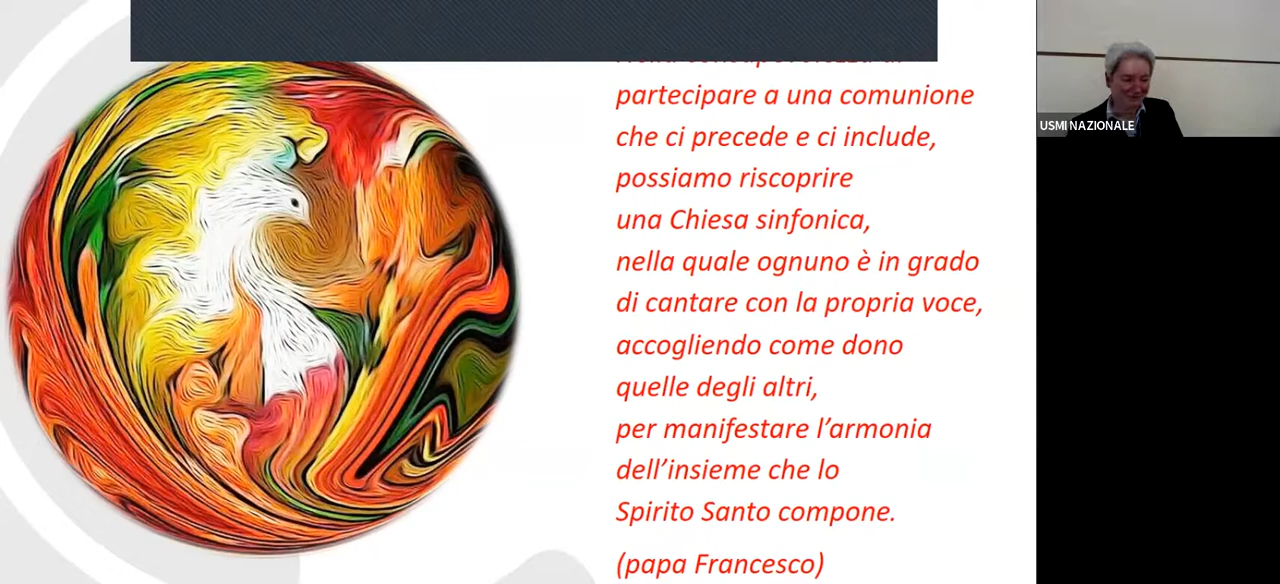 partecipare a una comunione
che ci precede e ci include,
possiamo riscoprire
una Chiesa sinfonica,
nella quale ognuno è in grado
di cantare con la propria voce,
accogliendo come dono
quelle degli altri,
per manifestare l’armonia
dell’insieme che lo
Spirito Santo compone.
(papa Francesco)
USMI NAZIONALE